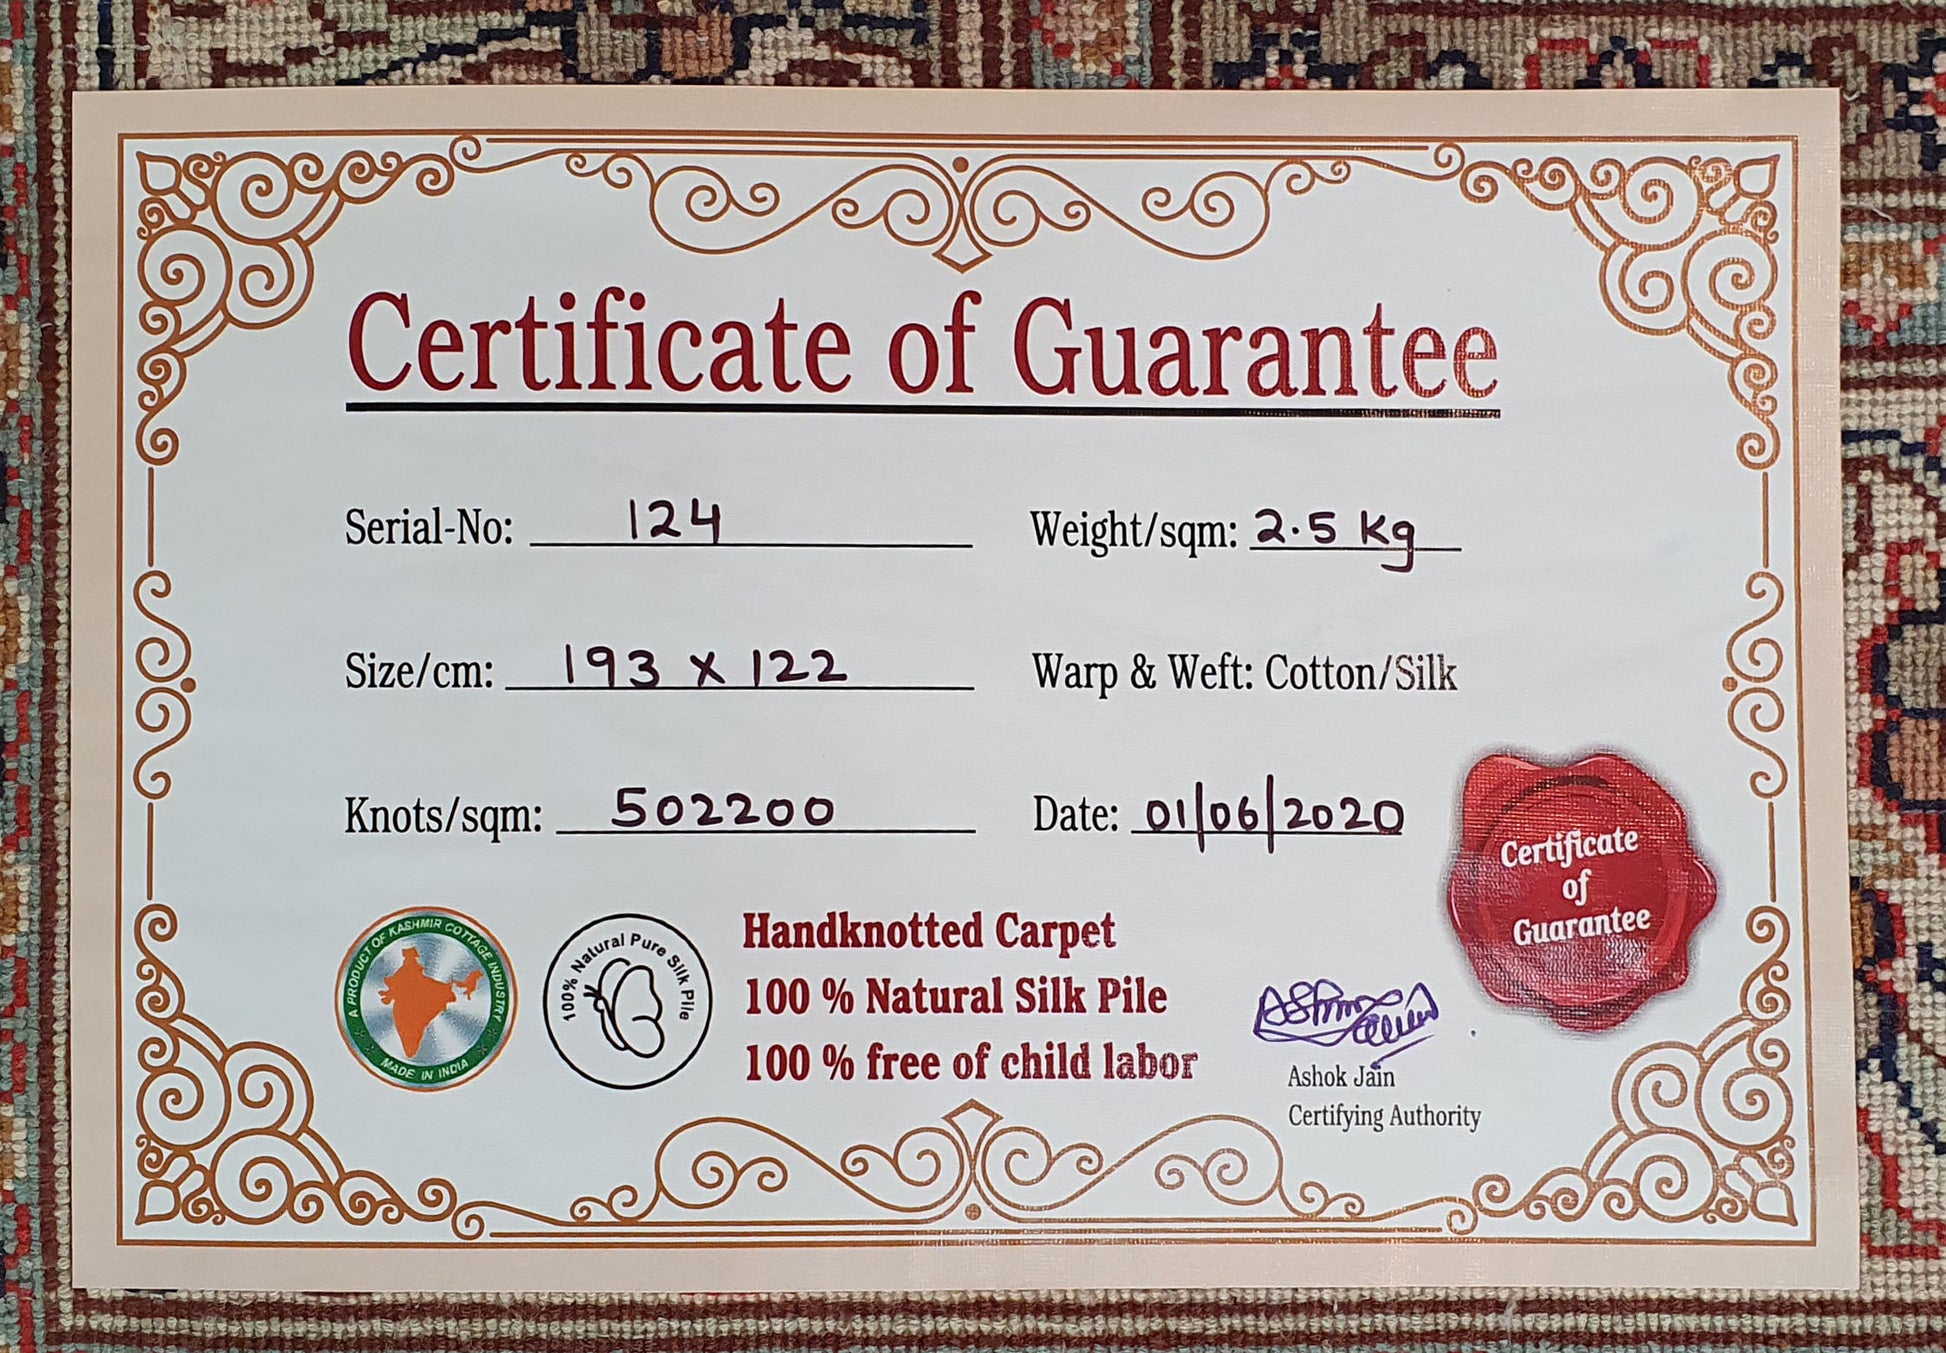 Certificate of Guarantee
Serial-No: 124
Weight/sqm: 2.5 Kg
Size/cm: 193 x 122
Warp & Weft: Cotton/Silk
Knots/sqm: 502200
Date: 01/06/2020
Certificate
of
Guarantee
A PRODUCT OF KASHMIR COTTAGE INDUSTRY
MADE IN INDIA
100% Natural Pure Silk Pile
Handknotted Carpet
100 % Natural Silk Pile
100 % free of child labor
Ashok Jain
Certifying Authority